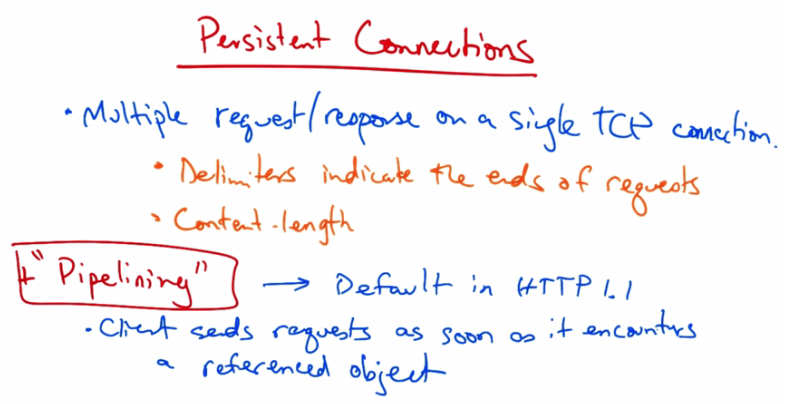 Persistent Connections
• Multiple request/response on a single TCP connection.
• Delimiters indicate the ends of requests
• Content-length
+ "Pipelining" → Default in HTTP 1.1
• Client sends requests as soon as it encounters
a referenced object